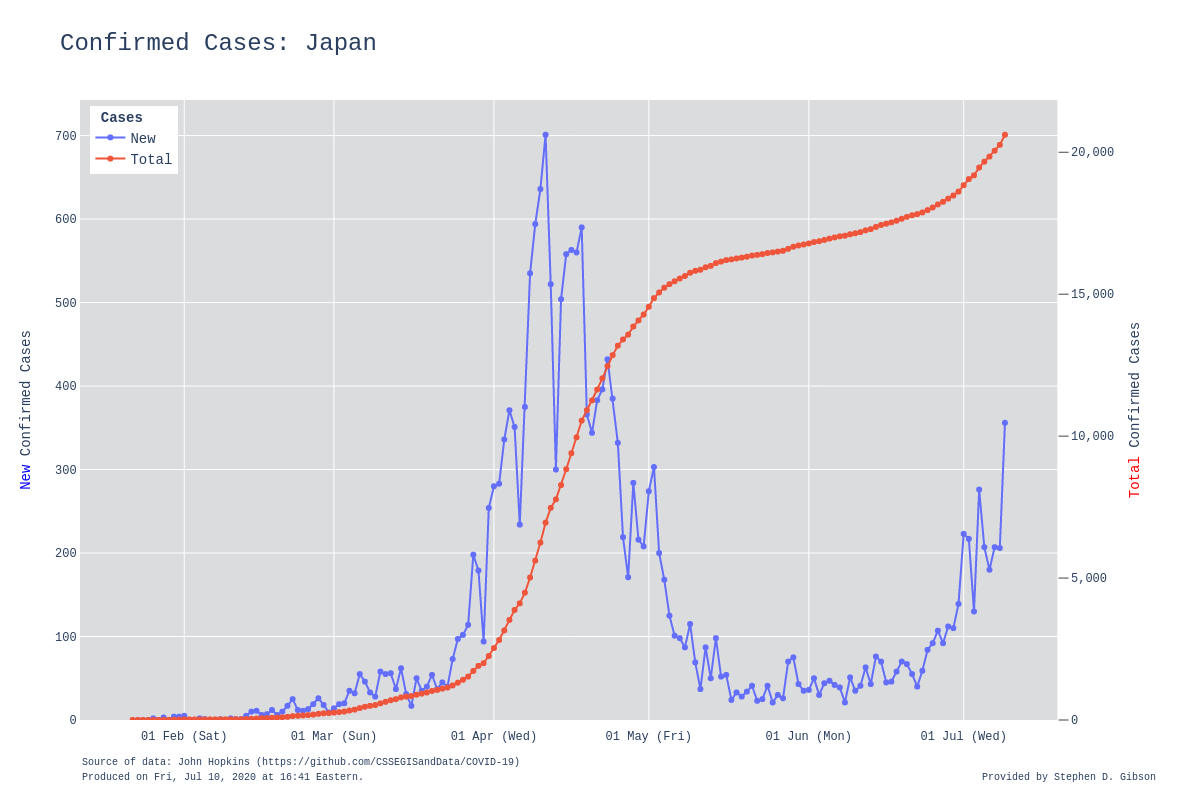 Confirmed Cases: Japan
Cases
New
Total
700
600
500
400
300
200
100
0
20,000
15,000
10,000
5,000
0
New Confirmed Cases
Total Confirmed Cases
01 Feb (Sat)
01 Mar (Sun)
01 Apr (Wed)
01 May (Fri)
01 Jun (Mon)
01 Jul (Wed)
Source of data: John Hopkins (https://github.com/CSSEGISandData/COVID-19)
Produced on Fri, Jul 10, 2020 at 16:41 Eastern.
Provided by Stephen D. Gibson